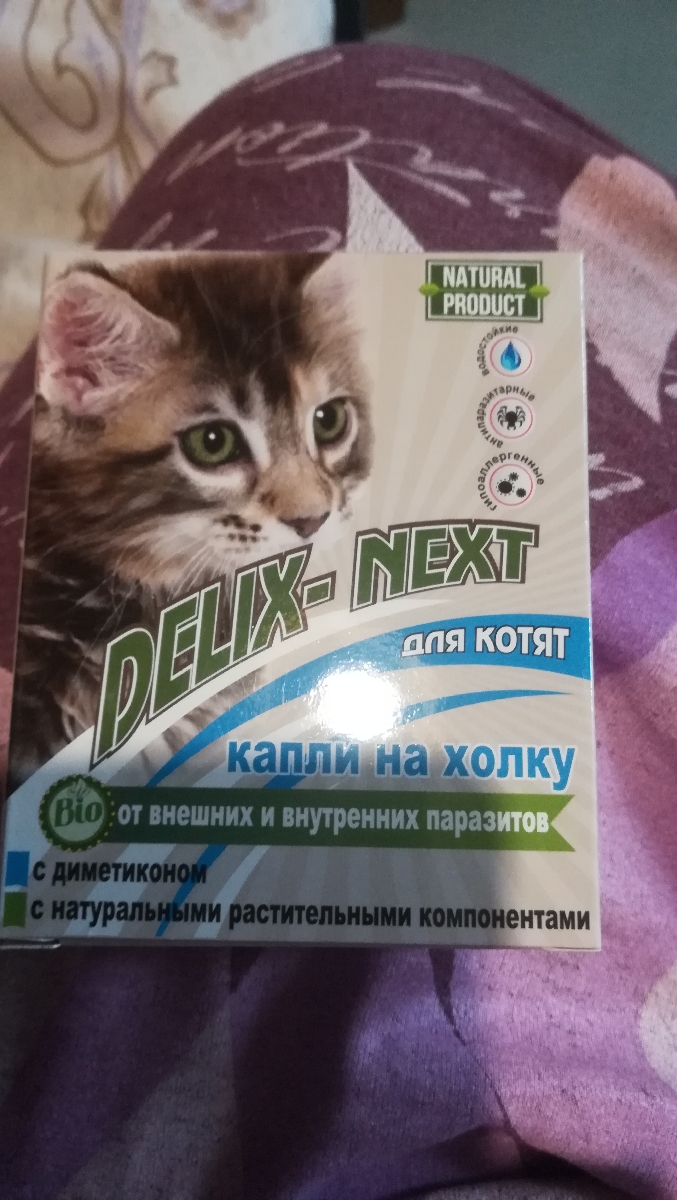 NATURAL
PRODUCT
водостойкие
антипаразитарные
гипоаллергенные
DELIX- NEXT
для котят
капли на холку
Bio
от внешних и внутренних паразитов
с диметиконом
с натуральными растительными компонентами